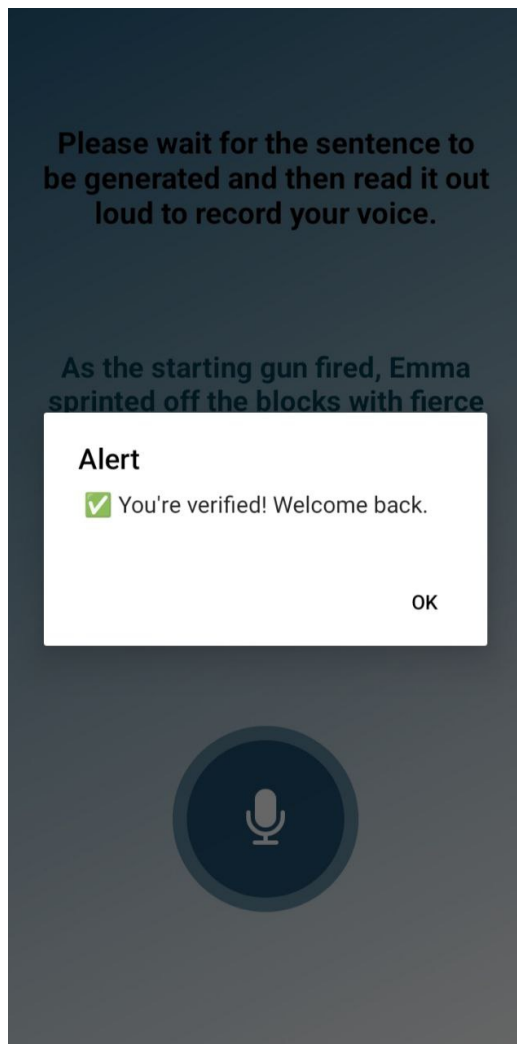 Please wait for the sentence to
be generated and then read it out
loud to record your voice.
As the starting gun fired, Emma
sprinted off the blocks with fierce
Alert
✅ You're verified! Welcome back.
OK